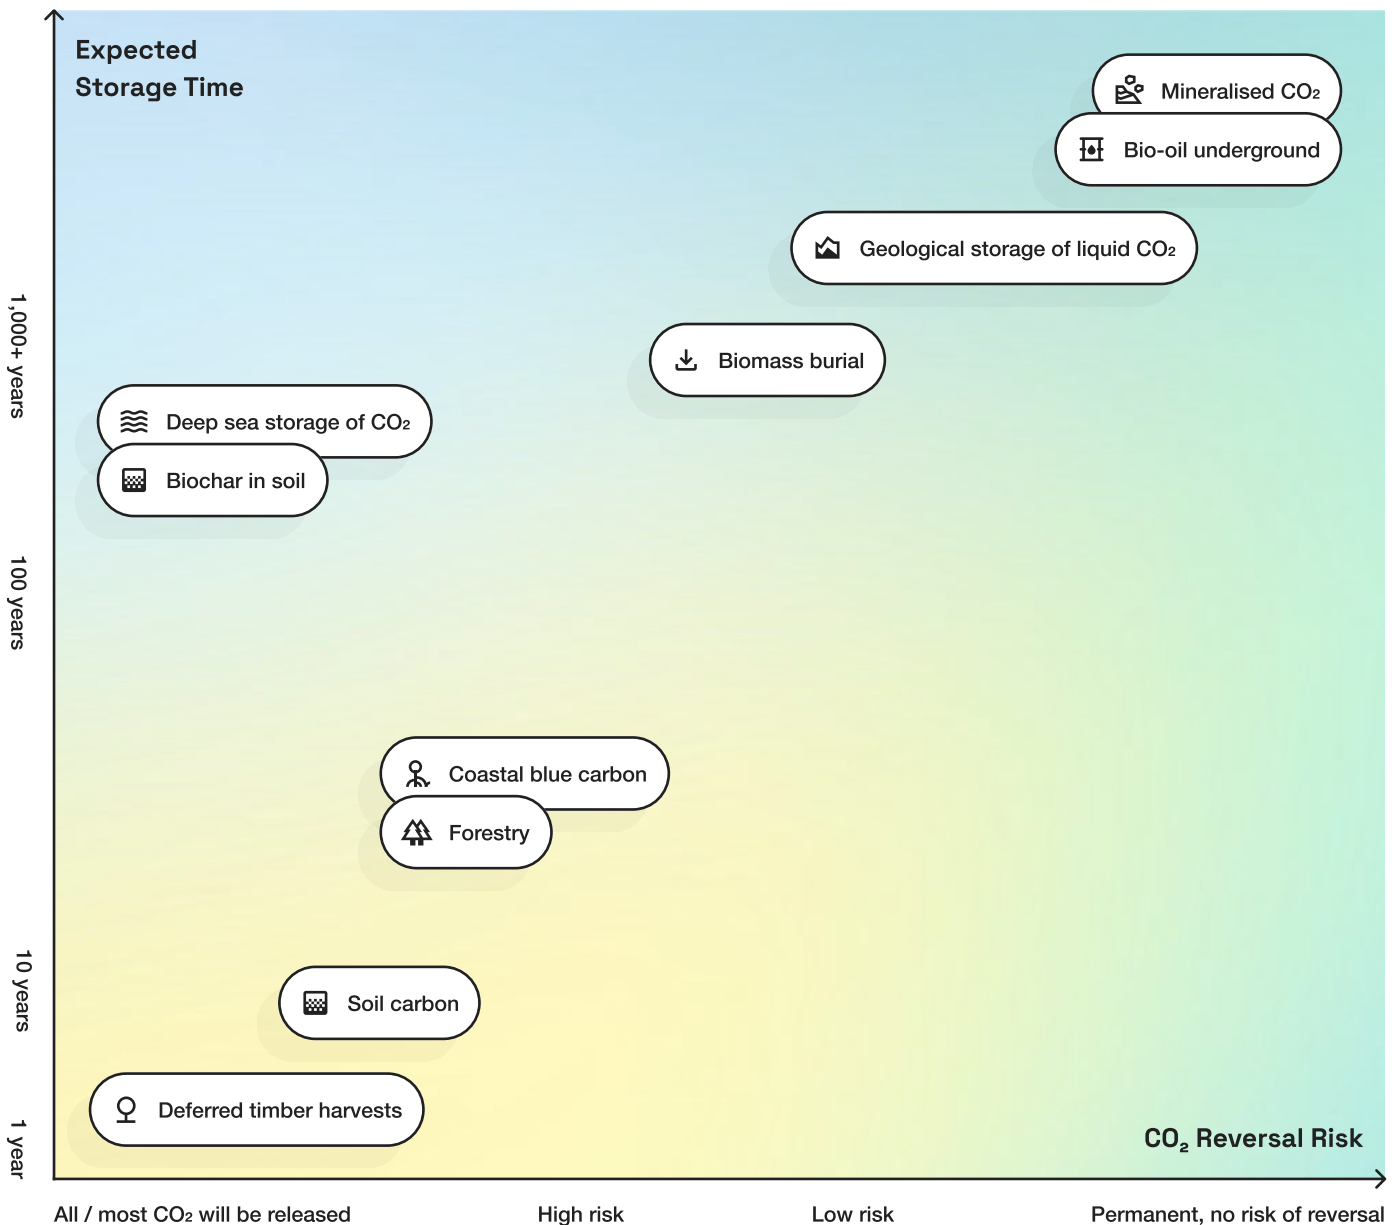 Expected
Storage Time
Mineralised CO₂
Bio-oil underground
Geological storage of liquid CO₂
1,000+ years
Biomass burial
Deep sea storage of CO₂
Biochar in soil
100 years
Coastal blue carbon
Forestry
10 years
Soil carbon
Deferred timber harvests
1 year
CO₂ Reversal Risk
All / most CO₂ will be released
High risk
Low risk
Permanent, no risk of reversal